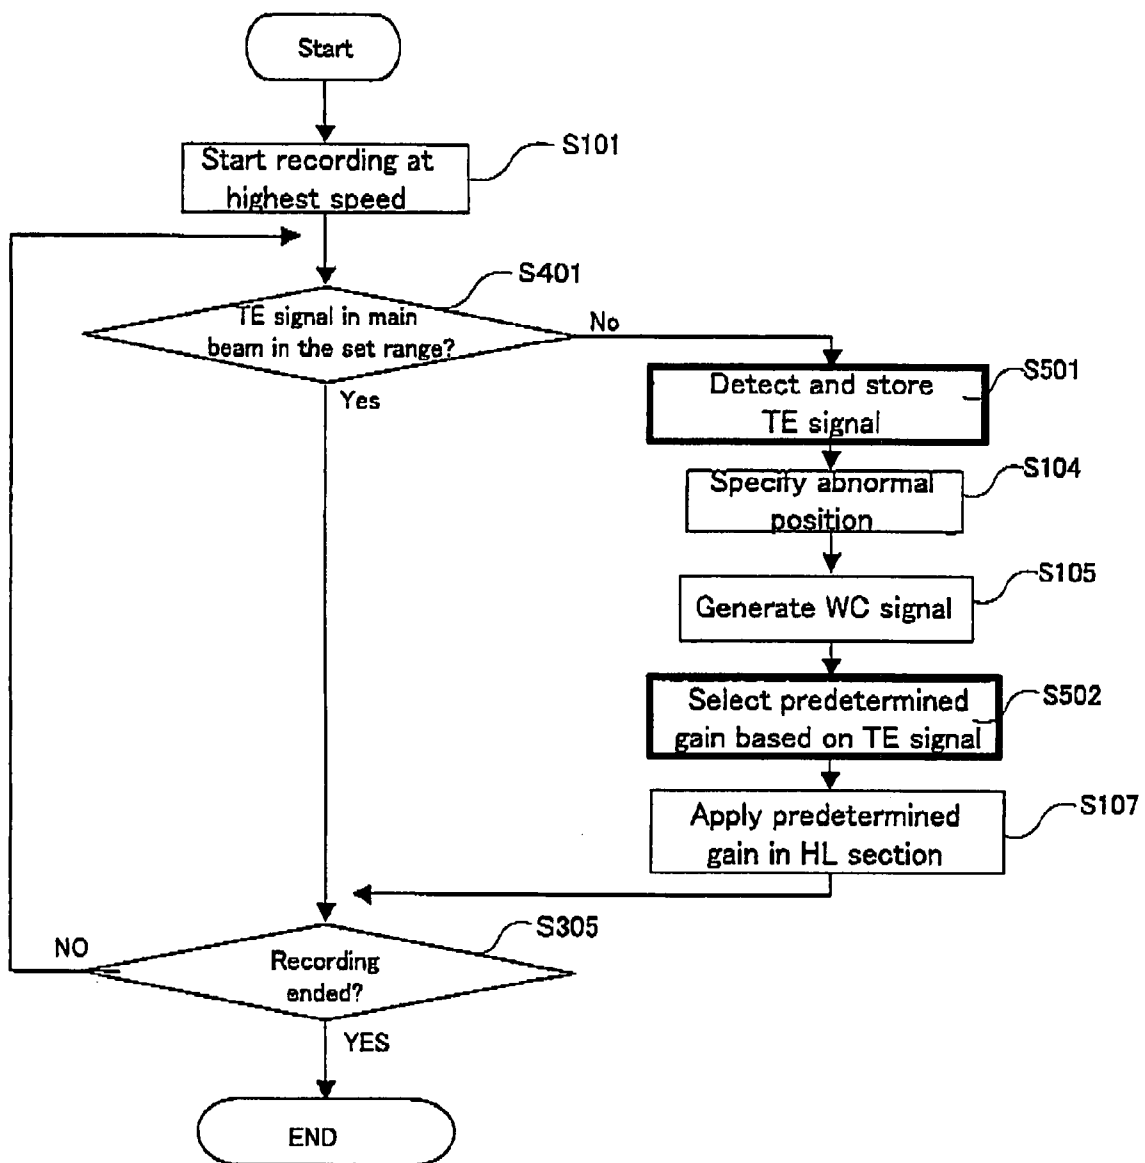 Start
S101
Start recording at
highest speed
S401
TE signal in main
beam in the set range?
No
Yes
S501
Detect and store
TE signal
S104
Specify abnormal
position
S105
Generate WC signal
S502
Select predetermined
gain based on TE signal
S107
Apply predetermined
gain in HL section
S305
NO
Recording
ended?
YES
END